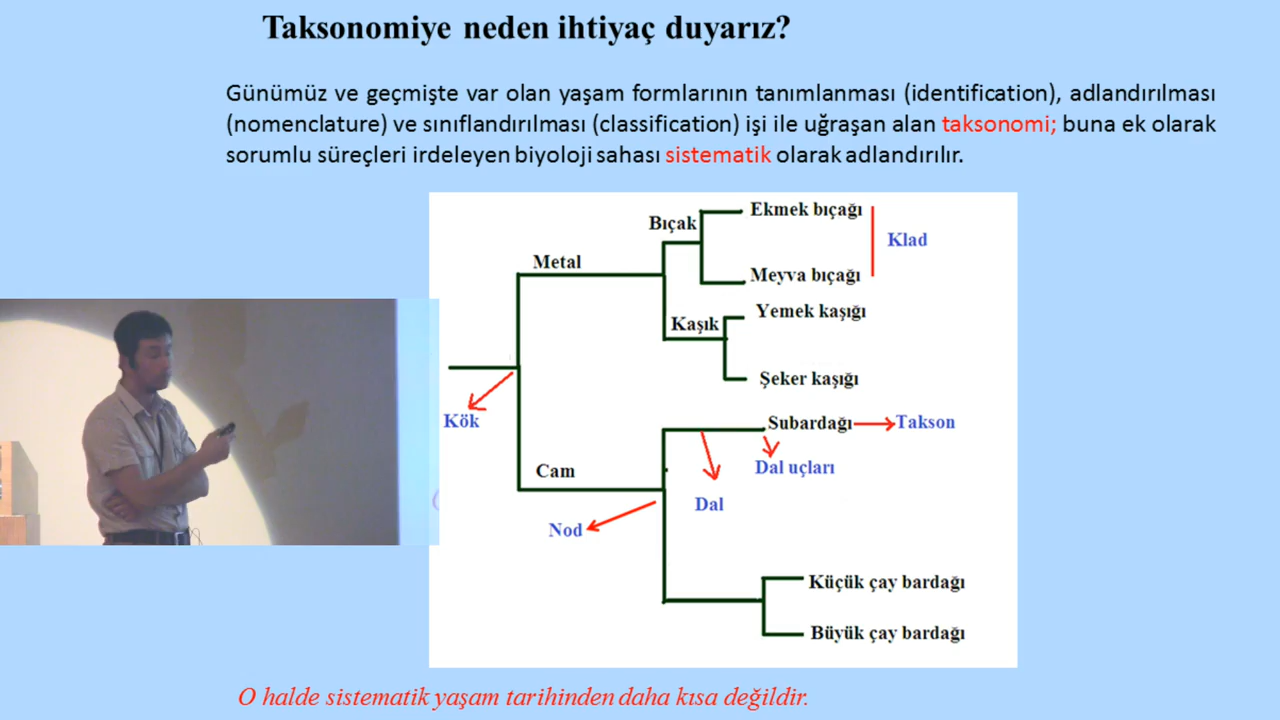 Taksonomiye neden ihtiyaç duyarız?
Günümüz ve geçmişte var olan yaşam formlarının tanımlanması (identification), adlandırılması
(nomenclature) ve sınıflandırılması (classification) işi ile uğraşan alan taksonomi; buna ek olarak
sorumlu süreçleri irdeleyen biyoloji sahası sistematik olarak adlandırılır.
Ekmek bıçağı
Bıçak
Klad
Metal
Meyva bıçağı
Yemek kaşığı
Kaşık
Şeker kaşığı
Kök
Subardağı
Takson
Cam
Dal uçları
Dal
Nod
Küçük çay bardağı
Büyük çay bardağı
O halde sistematik yaşam tarihinden daha kısa değildir.